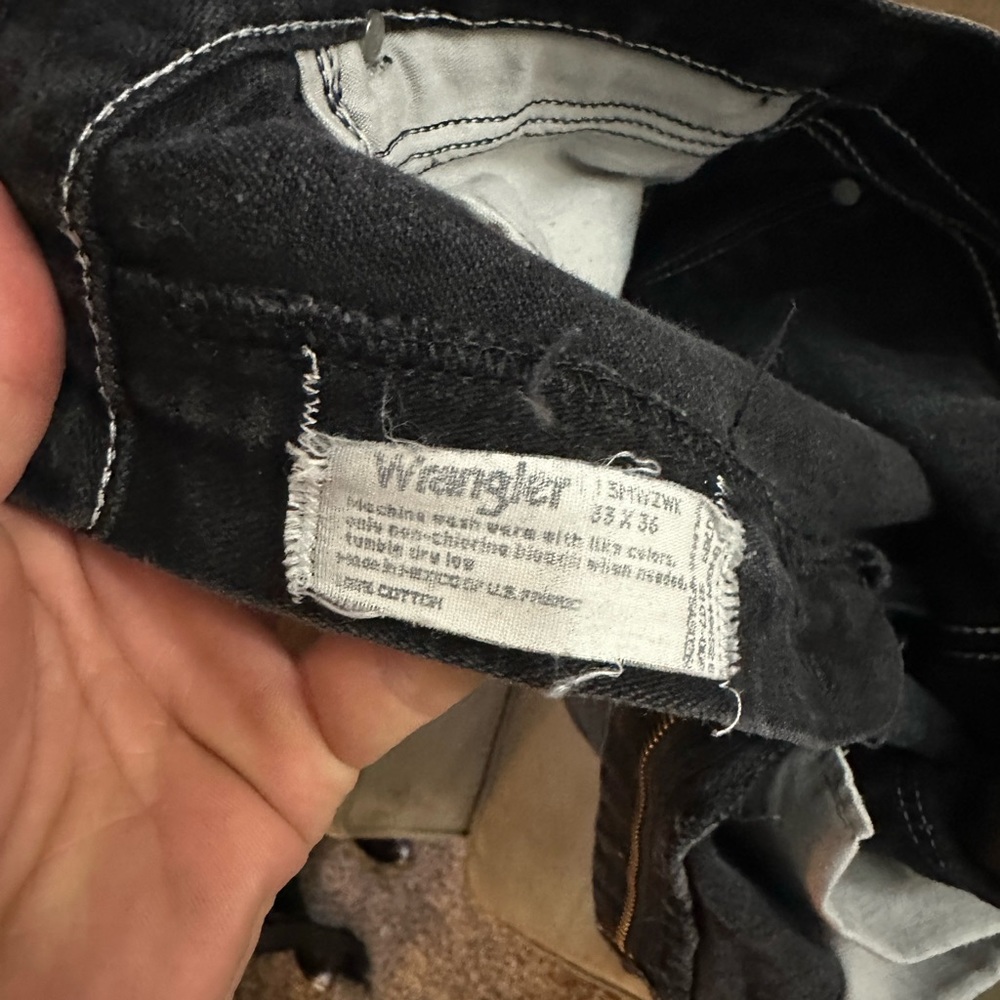 Wrangler
13MWZWK
33 X 36
Machine wash warm with like colors,
only non-chlorine bleach when needed,
tumble dry low
Made in MEXICO OF U.S. FABRIC
100% COTTON